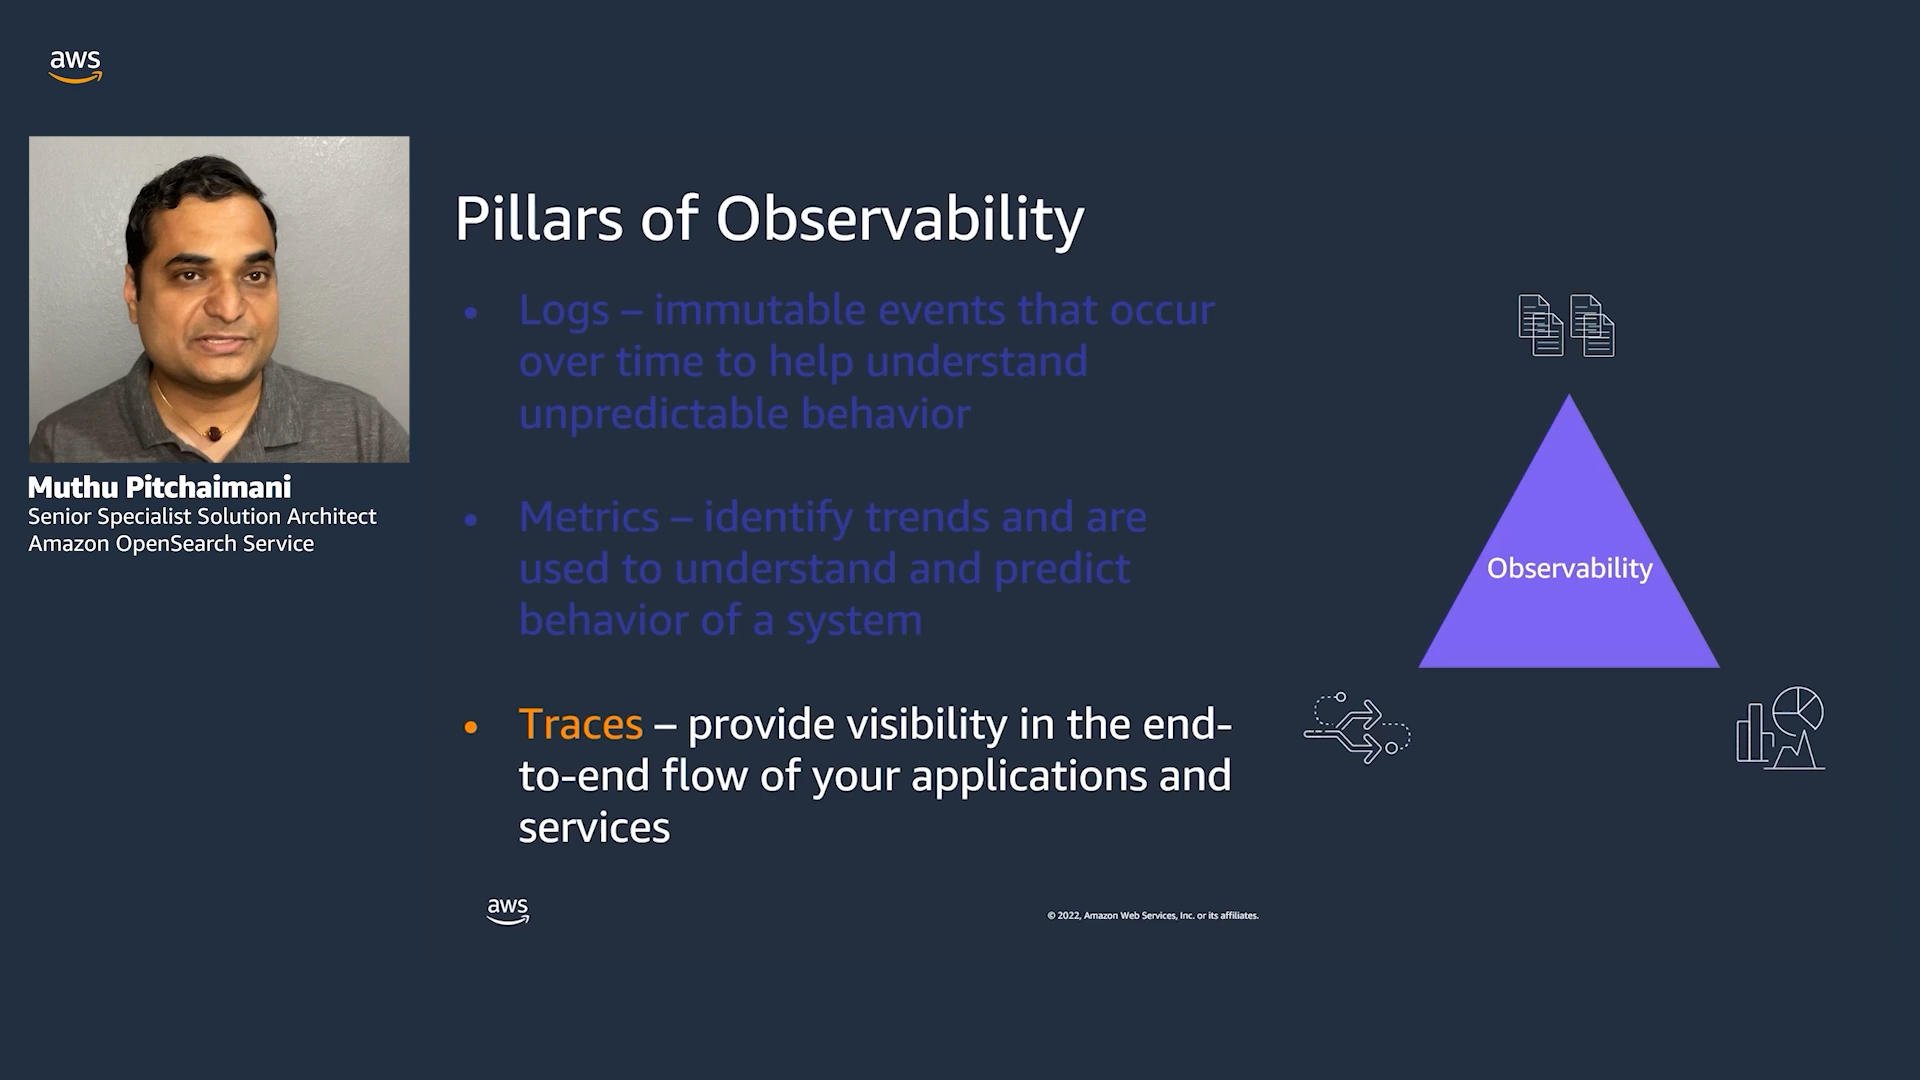 aws
Muthu Pitchaimani
Senior Specialist Solution Architect
Amazon OpenSearch Service
Pillars of Observability
• Logs – immutable events that occur
over time to help understand
unpredictable behavior
• Metrics – identify trends and are
used to understand and predict
behavior of a system
• Traces – provide visibility in the end-
to-end flow of your applications and
services
Observability
aws
© 2022, Amazon Web Services, Inc. or its affiliates.